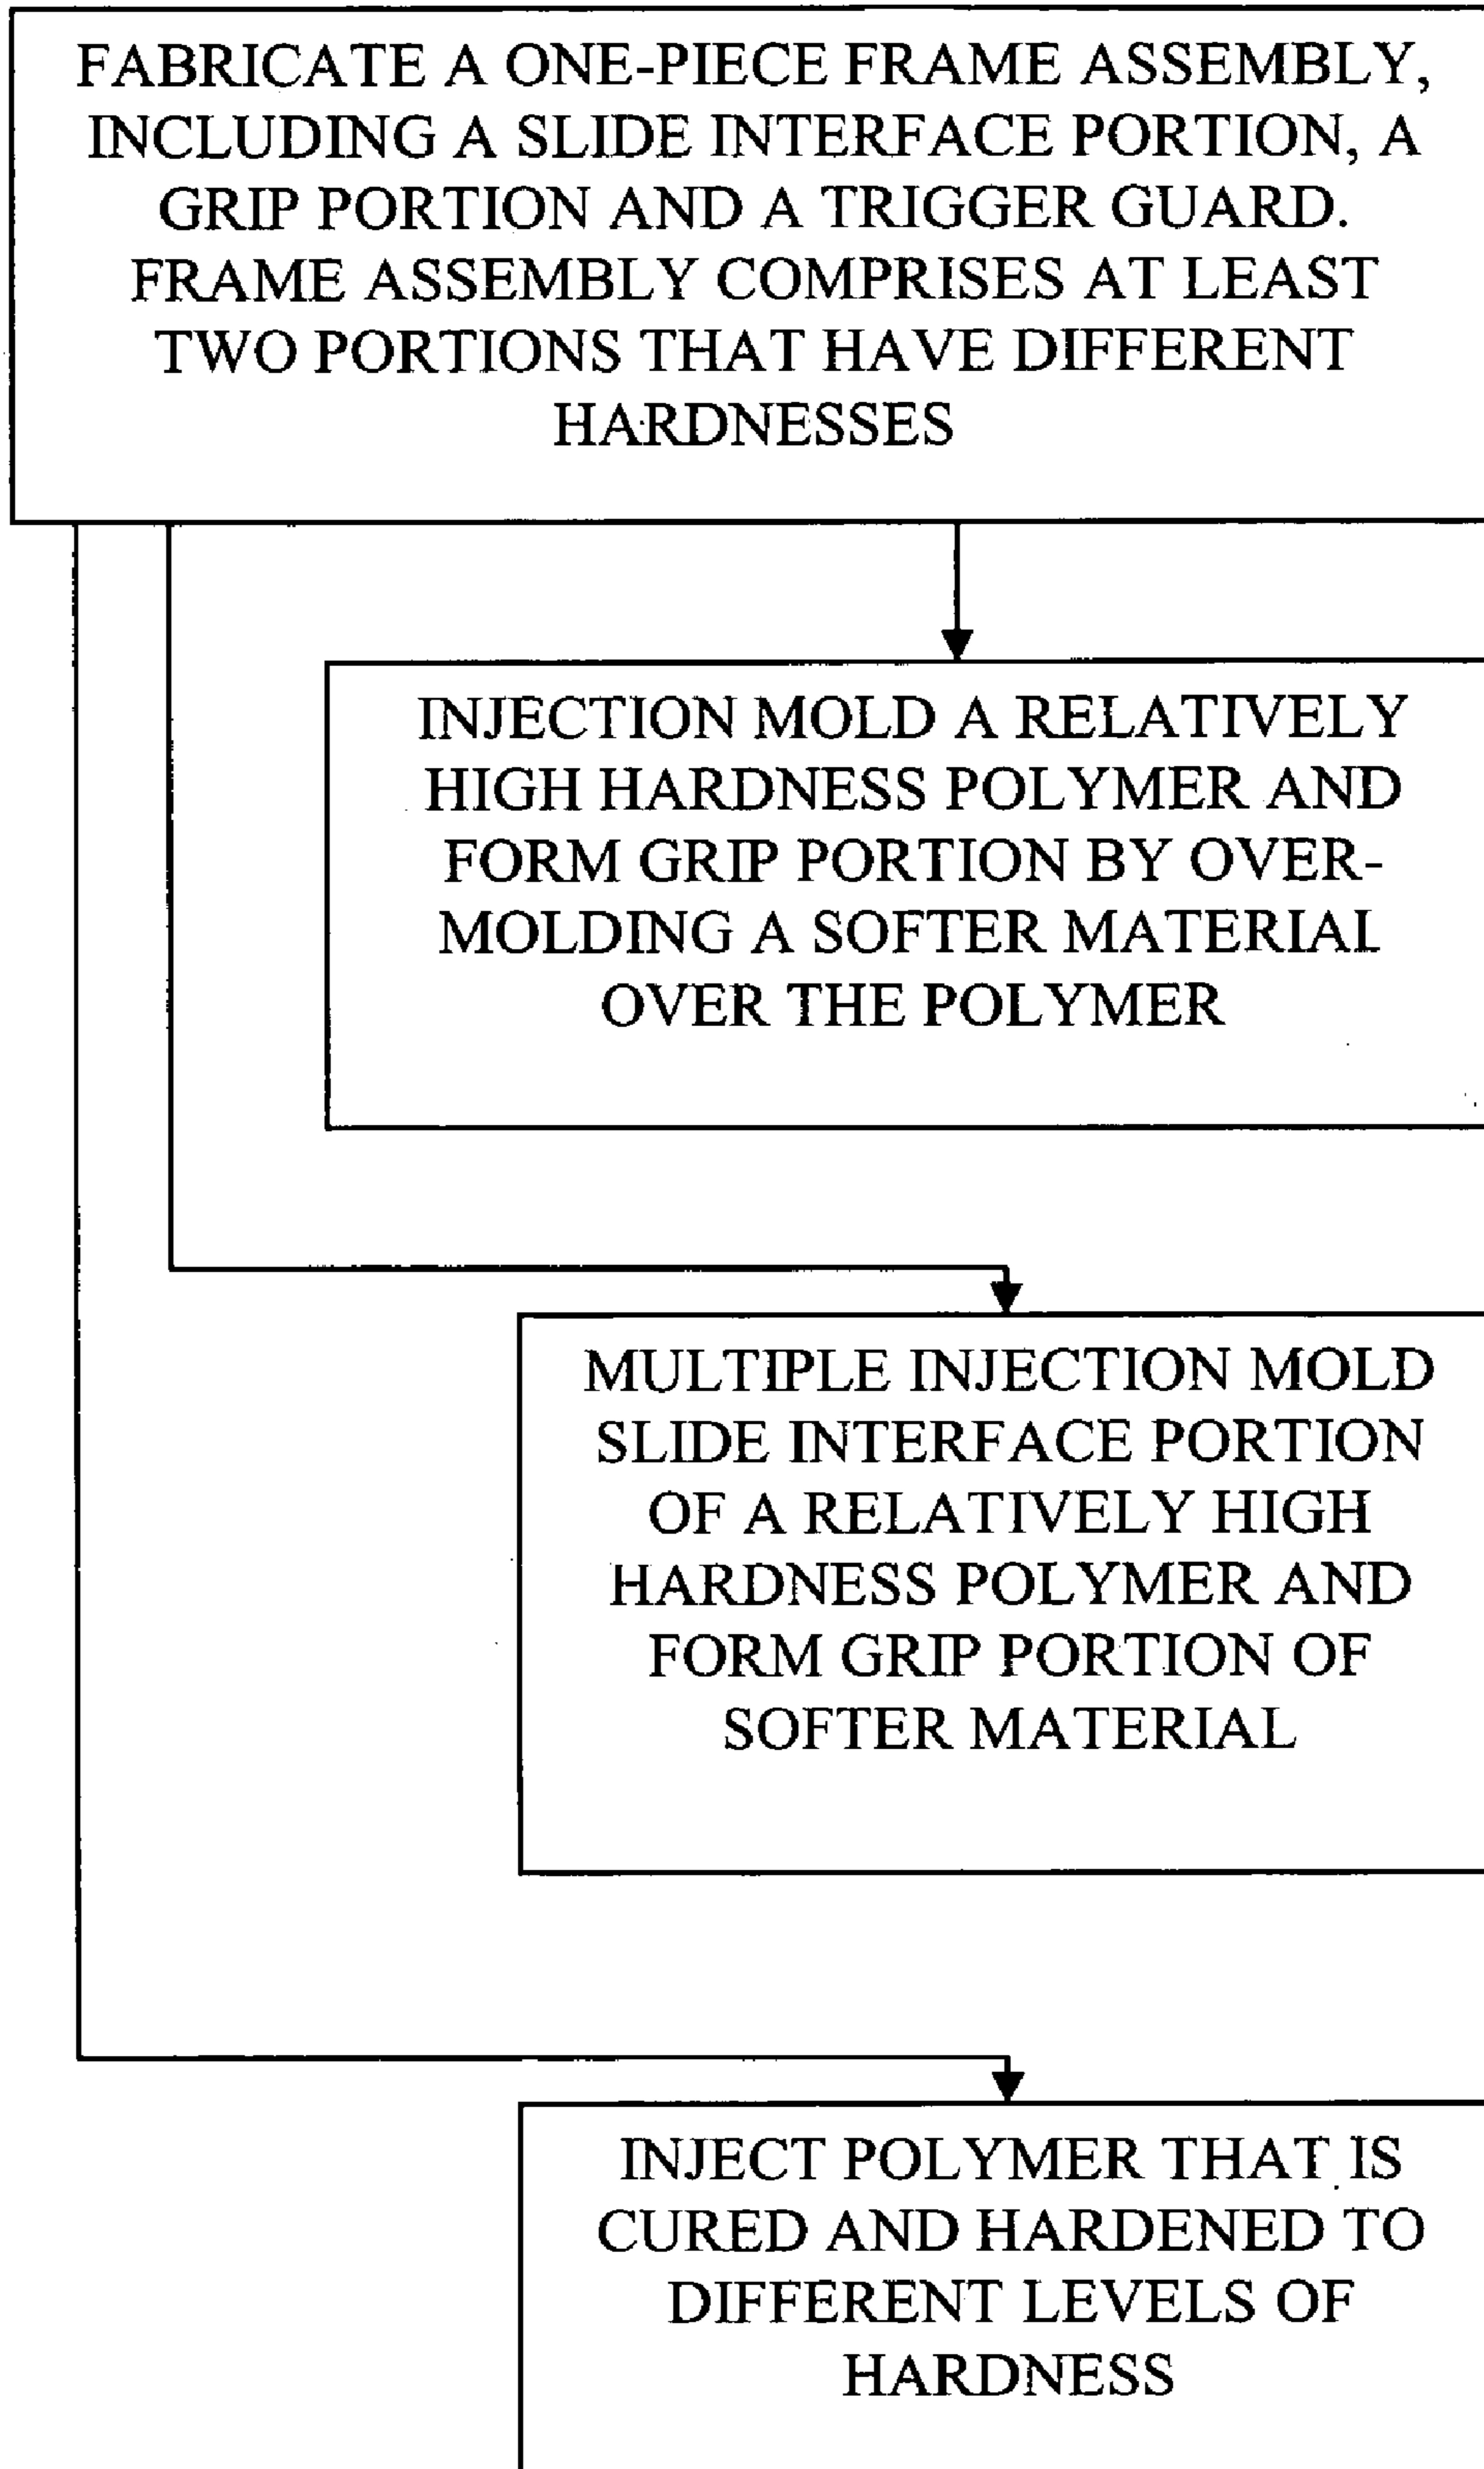 FABRICATE A ONE-PIECE FRAME ASSEMBLY,
INCLUDING A SLIDE INTERFACE PORTION, A
GRIP PORTION AND A TRIGGER GUARD.
FRAME ASSEMBLY COMPRISES AT LEAST
TWO PORTIONS THAT HAVE DIFFERENT
HARDNESSES
INJECTION MOLD A RELATIVELY
HIGH HARDNESS POLYMER AND
FORM GRIP PORTION BY OVER-
MOLDING A SOFTER MATERIAL
OVER THE POLYMER
MULTIPLE INJECTION MOLD
SLIDE INTERFACE PORTION
OF A RELATIVELY HIGH
HARDNESS POLYMER AND
FORM GRIP PORTION OF
SOFTER MATERIAL
INJECT POLYMER THAT IS
CURED AND HARDENED TO
DIFFERENT LEVELS OF
HARDNESS